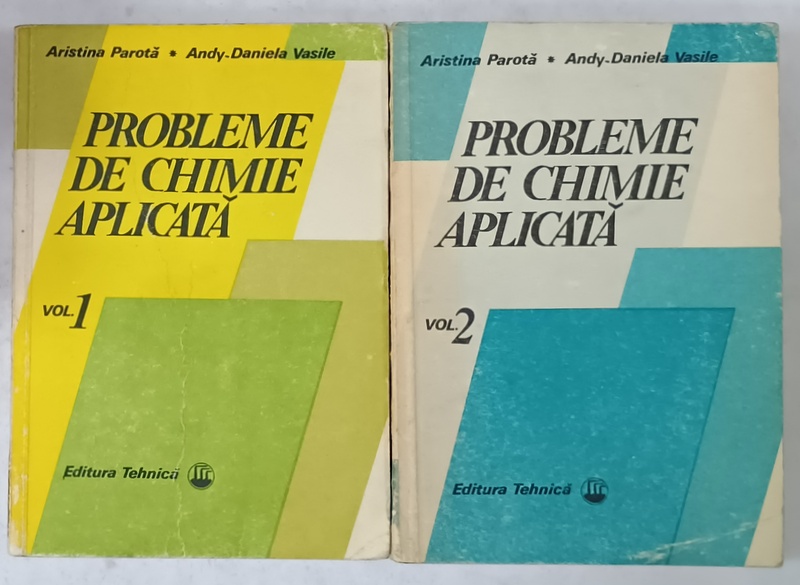 Aristina Parotă * Andy-Daniela Vasile
PROBLEME
DE CHIMIE
APLICATĂ
VOL.1
Editura Tehnică
Aristina Parotă * Andy-Daniela Vasile
PROBLEME
DE CHIMIE
APLICATĂ
VOL.2
Editura Tehnică